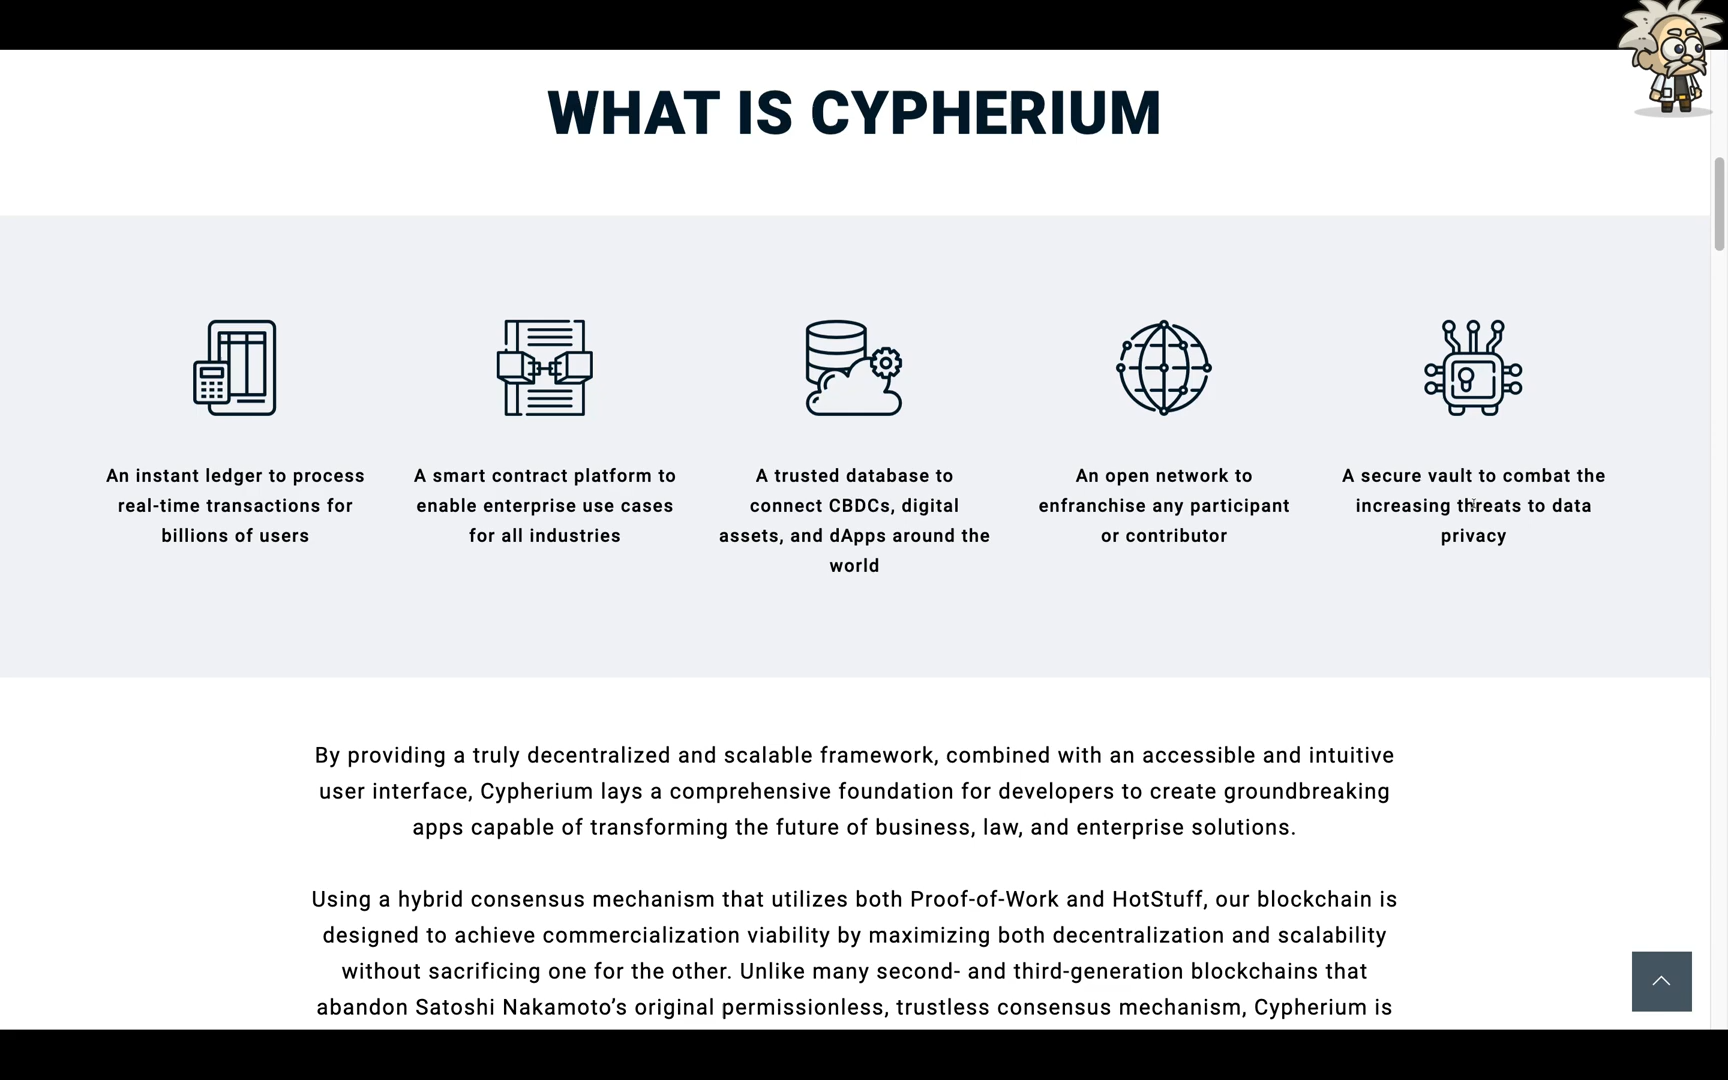 WHAT IS CYPHERIUM
An instant ledger to process
real-time transactions for
billions of users
A smart contract platform to
enable enterprise use cases
for all industries
A trusted database to
connect CBDCs, digital
assets, and dApps around the
world
An open network to
enfranchise any participant
or contributor
A secure vault to combat the
increasing threats to data
privacy
By providing a truly decentralized and scalable framework, combined with an accessible and intuitive
user interface, Cypherium lays a comprehensive foundation for developers to create groundbreaking
apps capable of transforming the future of business, law, and enterprise solutions.
Using a hybrid consensus mechanism that utilizes both Proof-of-Work and HotStuff, our blockchain is
designed to achieve commercialization viability by maximizing both decentralization and scalability
without sacrificing one for the other. Unlike many second- and third-generation blockchains that
abandon Satoshi Nakamoto’s original permissionless, trustless consensus mechanism, Cypherium is